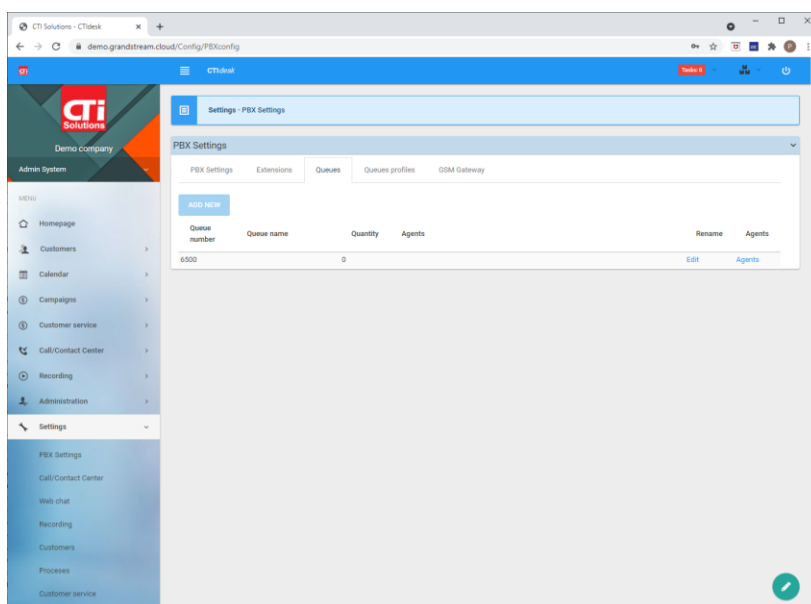 CTI Solutions - CTIdesk
demo.grandstream.cloud/Config/PBXconfig
CTIdesk
Tasks: 0
CTi
Solutions
Demo company
Admin System
MENU
Homepage
Customers
Calendar
Campaigns
Customer service
Call/Contact Center
Recording
Administration
Settings
PBX Settings
Call/Contact Center
Web chat
Recording
Customers
Proceses
Customer service
Settings - PBX Settings
PBX Settings
PBX Settings Extensions Queues Queues profiles GSM Gateway
ADD NEW
Queue number Queue name Quantity Agents Rename Agents
6500 0 Edit Agents